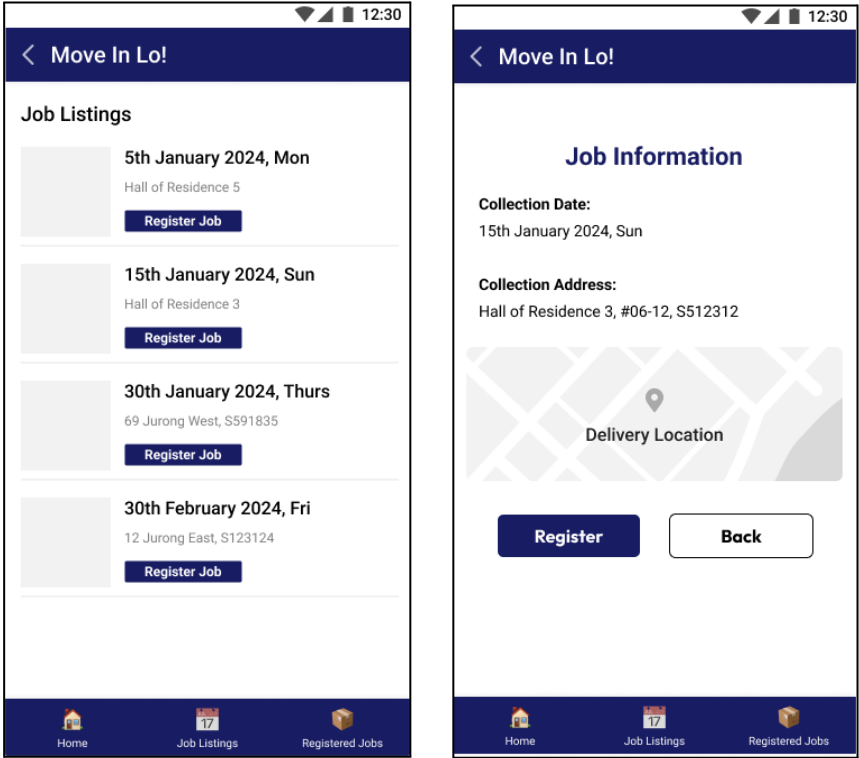 12:30
Move In Lo!
Job Listings
5th January 2024, Mon
Hall of Residence 5
Register Job
15th January 2024, Sun
Hall of Residence 3
Register Job
30th January 2024, Thurs
69 Jurong West, S591835
Register Job
30th February 2024, Fri
12 Jurong East, S123124
Register Job
17
Home
Job Listings
Registered Jobs
12:30
Move In Lo!
Job Information
Collection Date:
15th January 2024, Sun
Collection Address:
Hall of Residence 3, #06-12, S512312
Delivery Location
Register
Back
17
Home
Job Listings
Registered Jobs